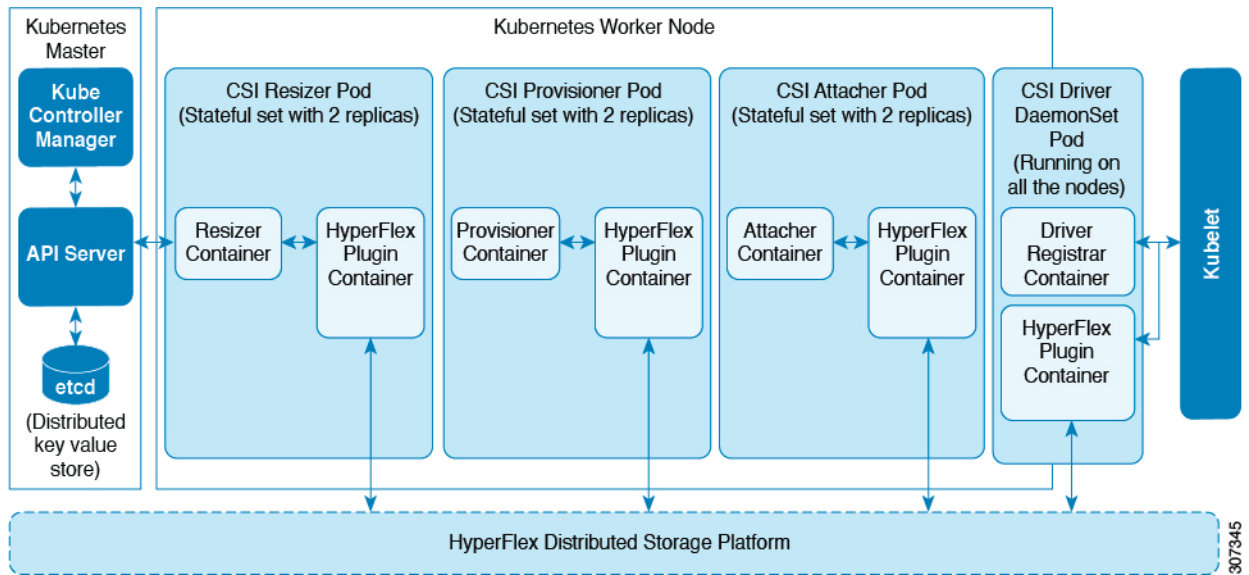 Kubernetes
Master
Kube
Controller
Manager
API Server
etcd
(Distributed
key value
store)
Kubernetes Worker Node
CSI Resizer Pod
(Stateful set with 2 replicas)
Resizer
Container
HyperFlex
Plugin
Container
CSI Provisioner Pod
(Stateful set with 2 replicas)
Provisioner
Container
HyperFlex
Plugin
Container
CSI Attacher Pod
(Stateful set with 2 replicas)
Attacher
Container
HyperFlex
Plugin
Container
CSI Driver
DaemonSet
Pod
(Running on
all the nodes)
Driver
Registrar
Container
HyperFlex
Plugin
Container
Kubelet
HyperFlex Distributed Storage Platform
307345